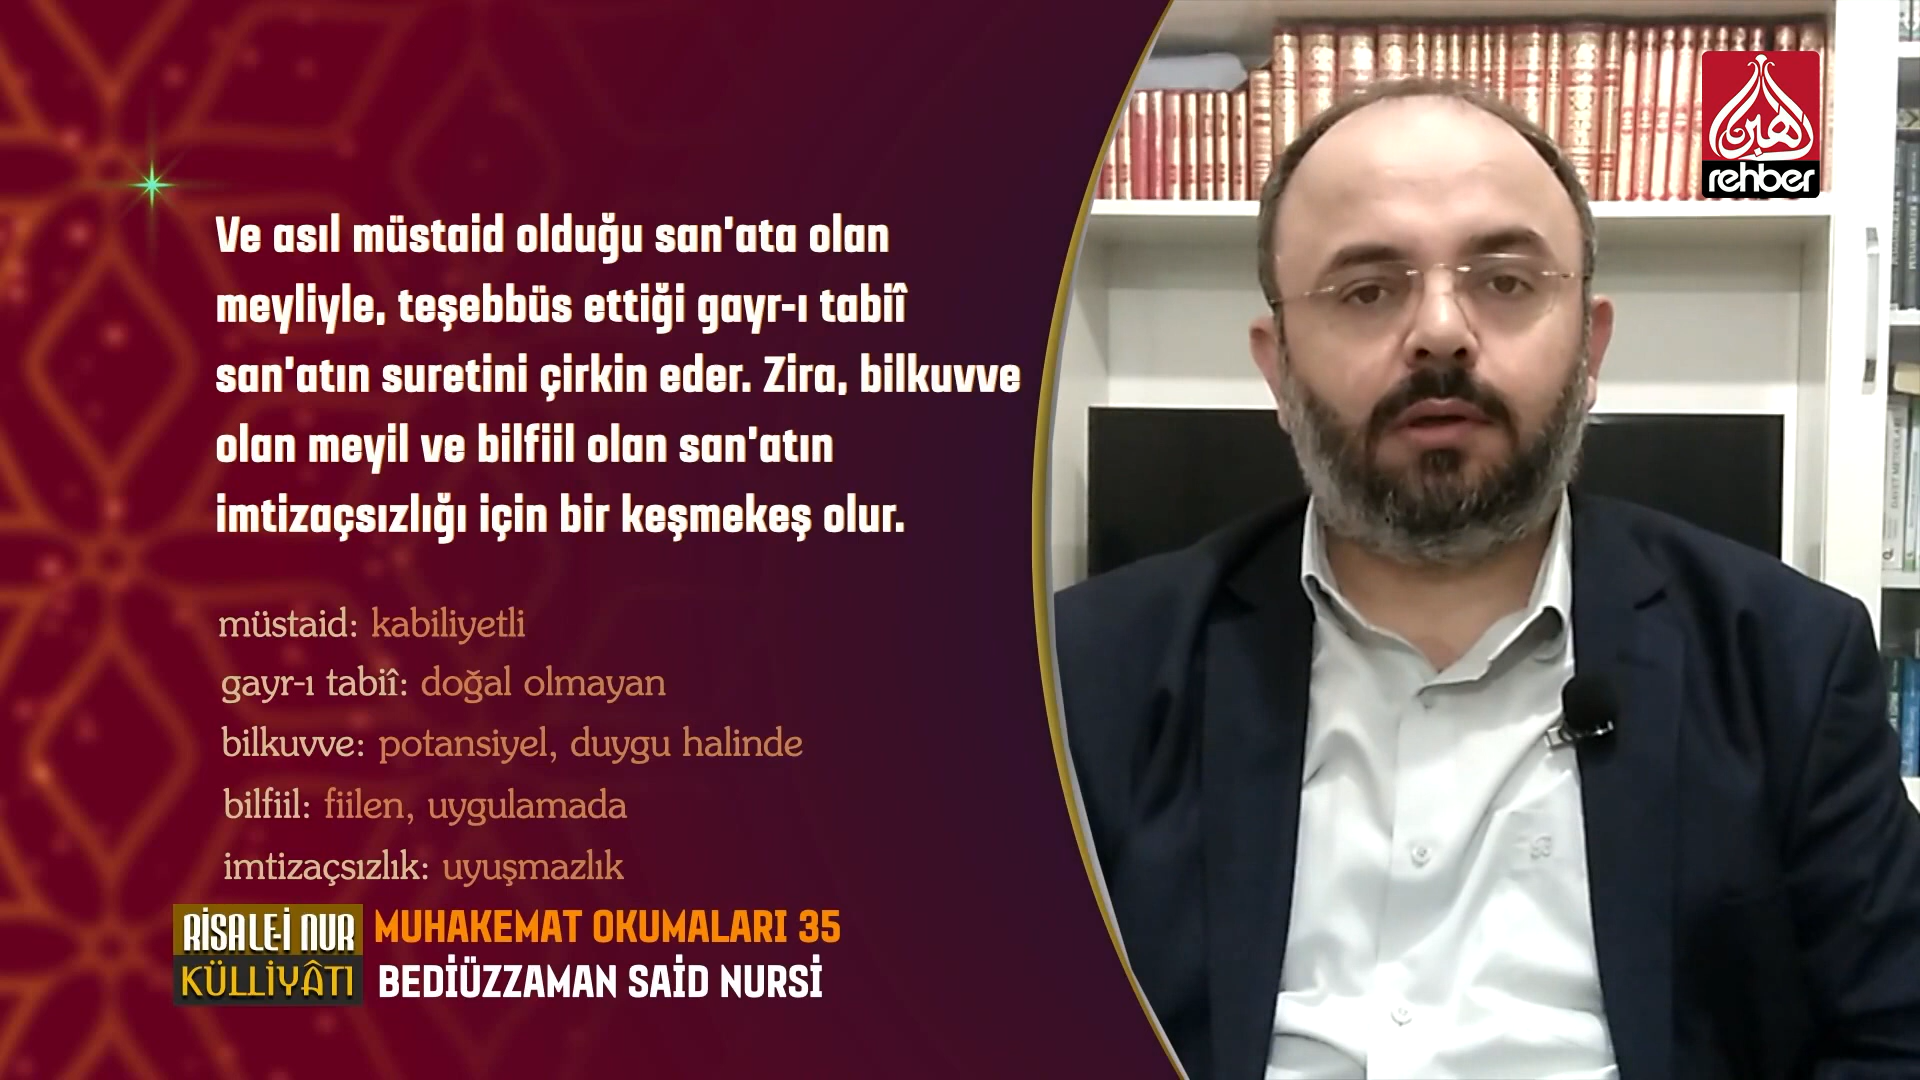 Ve asıl müstaid olduğu san'ata olan
meyliyle, teşebbüs ettiği gayr-ı tabiî
san'atın suretini çirkin eder. Zira, bilkuvve
olan meyil ve bilfiil olan san'atın
imtizaçsızlığı için bir keşmekeş olur.
müstaid: kabiliyetli
gayr-ı tabiî: doğal olmayan
bilkuvve: potansiyel, duygu halinde
bilfiil: fiilen, uygulamada
imtizaçsızlık: uyuşmazlık
RİSALE-İ NUR
KÜLLİYÂTI
MUHAKEMAT OKUMALARI 35
BEDİÜZZAMAN SAİD NURSİ
rehber